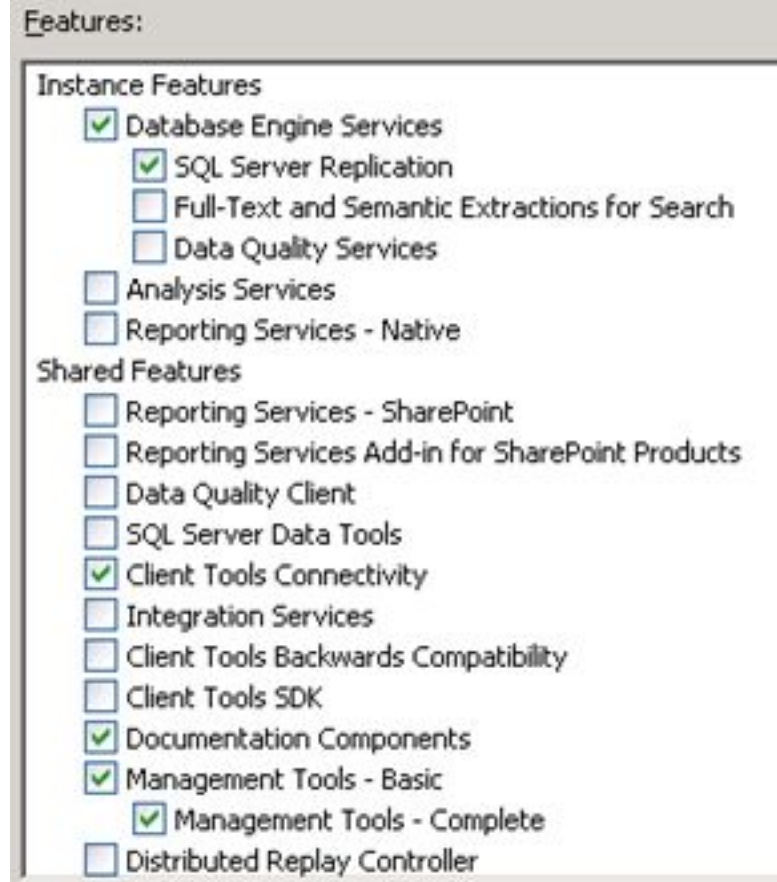 Features:
Instance Features
Database Engine Services
SQL Server Replication
Full-Text and Semantic Extractions for Search
Data Quality Services
Analysis Services
Reporting Services - Native
Shared Features
Reporting Services - SharePoint
Reporting Services Add-in for SharePoint Products
Data Quality Client
SQL Server Data Tools
Client Tools Connectivity
Integration Services
Client Tools Backwards Compatibility
Client Tools SDK
Documentation Components
Management Tools - Basic
Management Tools - Complete
Distributed Replay Controller